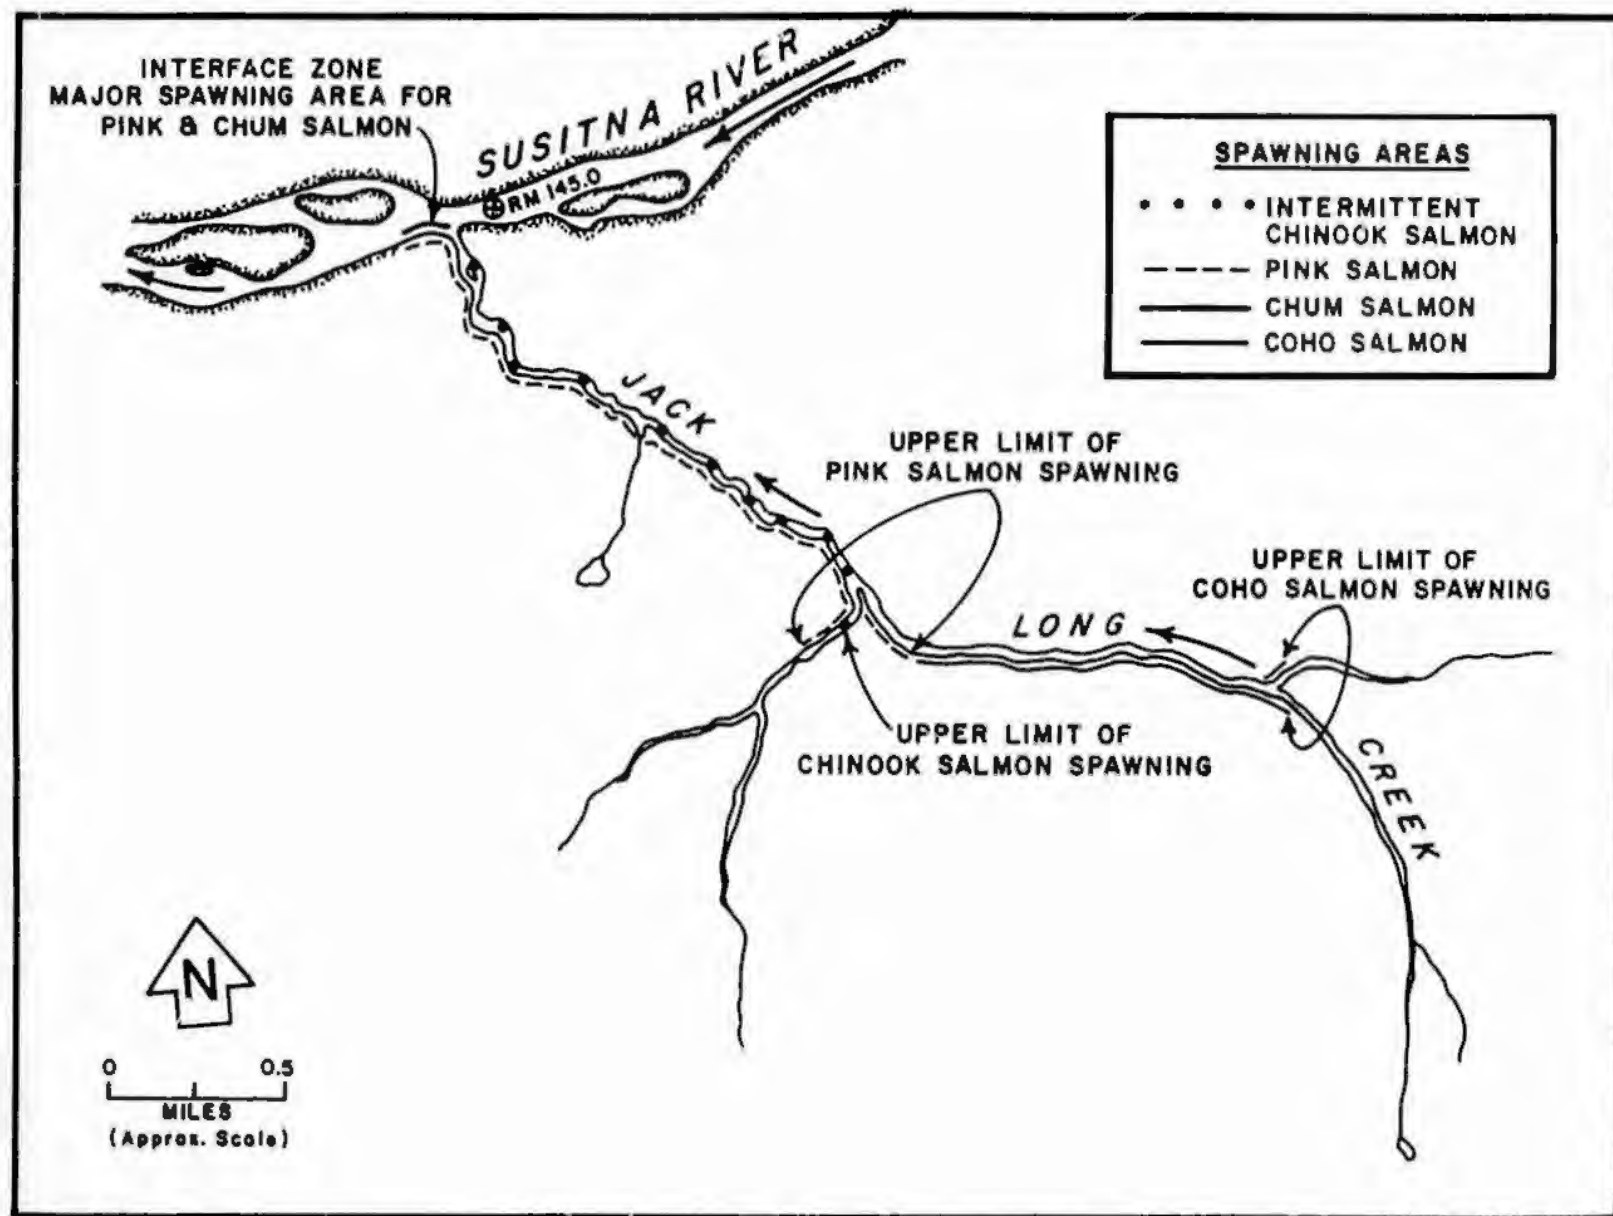 INTERFACE ZONE
MAJOR SPAWNING AREA FOR
PINK & CHUM SALMON
SUSITNA RIVER
RM 145.0
SPAWNING AREAS
INTERMITTENT
CHINOOK SALMON
PINK SALMON
CHUM SALMON
COHO SALMON
JACK
UPPER LIMIT OF
PINK SALMON SPAWNING
UPPER LIMIT OF
COHO SALMON SPAWNING
LONG
UPPER LIMIT OF
CHINOOK SALMON SPAWNING
CREEK
N
0 0.5
MILES
(Approx. Scale)